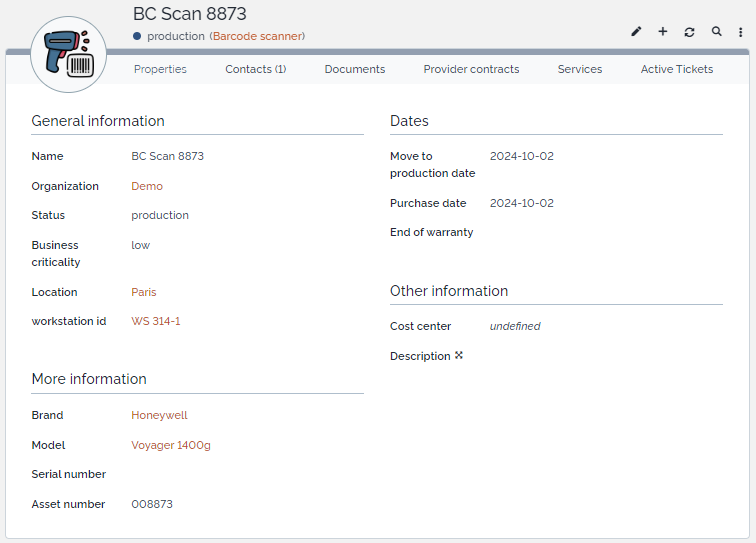 BC Scan 8873
production (Barcode scanner)
Properties Contacts (1) Documents Provider contracts Services Active Tickets
General information
Name BC Scan 8873
Organization Demo
Status production
Business
criticality low
Location Paris
workstation id WS 314-1
More information
Brand Honeywell
Model Voyager 1400g
Serial number
Asset number 008873
Dates
Move to
production date 2024-10-02
Purchase date 2024-10-02
End of warranty
Other information
Cost center undefined
Description